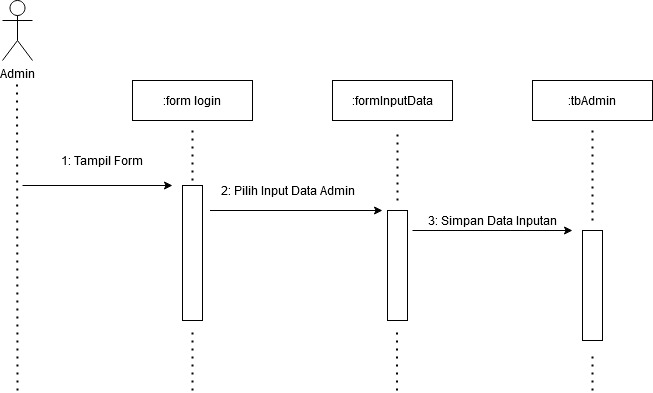 Admin
:form login
:formInputData
:tbAdmin
1: Tampil Form
2: Pilih Input Data Admin
3: Simpan Data Inputan